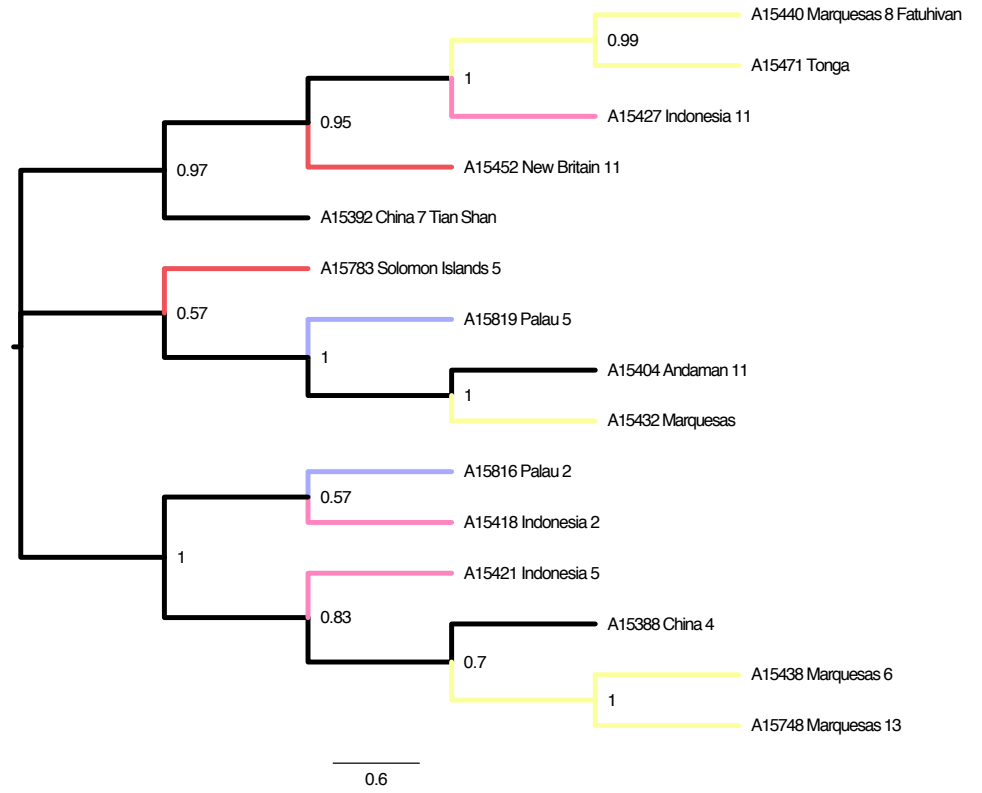 A15440 Marquesas 8 Fatuhivan
0.99
A15471 Tonga
1
A15427 Indonesia 11
0.95
A15452 New Britain 11
0.97
A15392 China 7 Tian Shan
A15783 Solomon Islands 5
0.57
A15819 Palau 5
1
A15404 Andaman 11
1
A15432 Marquesas
A15816 Palau 2
0.57
A15418 Indonesia 2
1
A15421 Indonesia 5
0.83
A15388 China 4
0.7
A15438 Marquesas 6
1
A15748 Marquesas 13
0.6